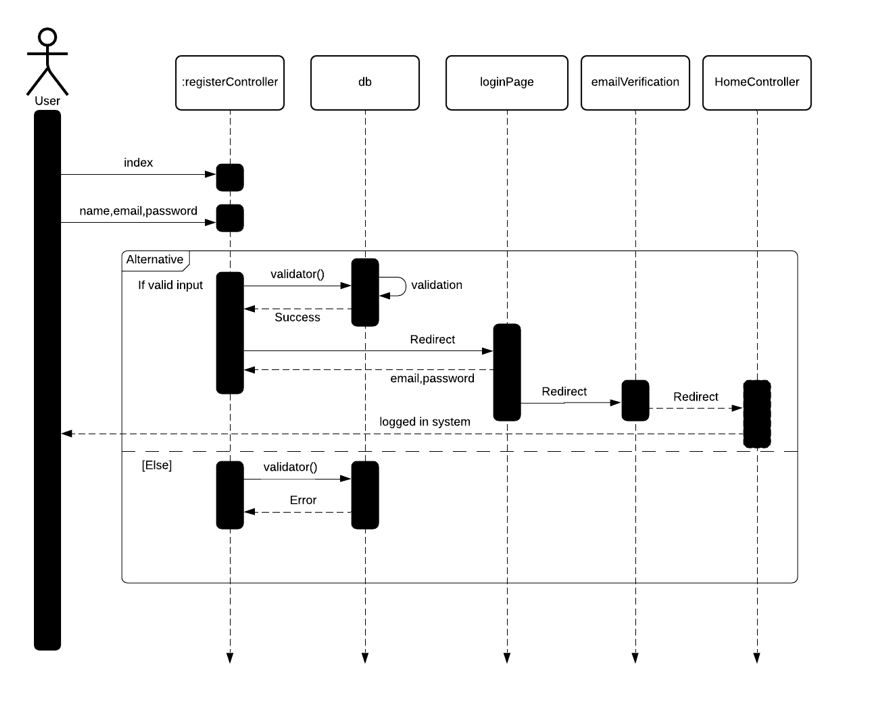 User
:registerController
db
loginPage
emailVerification
HomeController
index
name,email,password
Alternative
If valid input
validator()
validation
Success
Redirect
email,password
Redirect
Redirect
logged in system
[Else]
validator()
Error